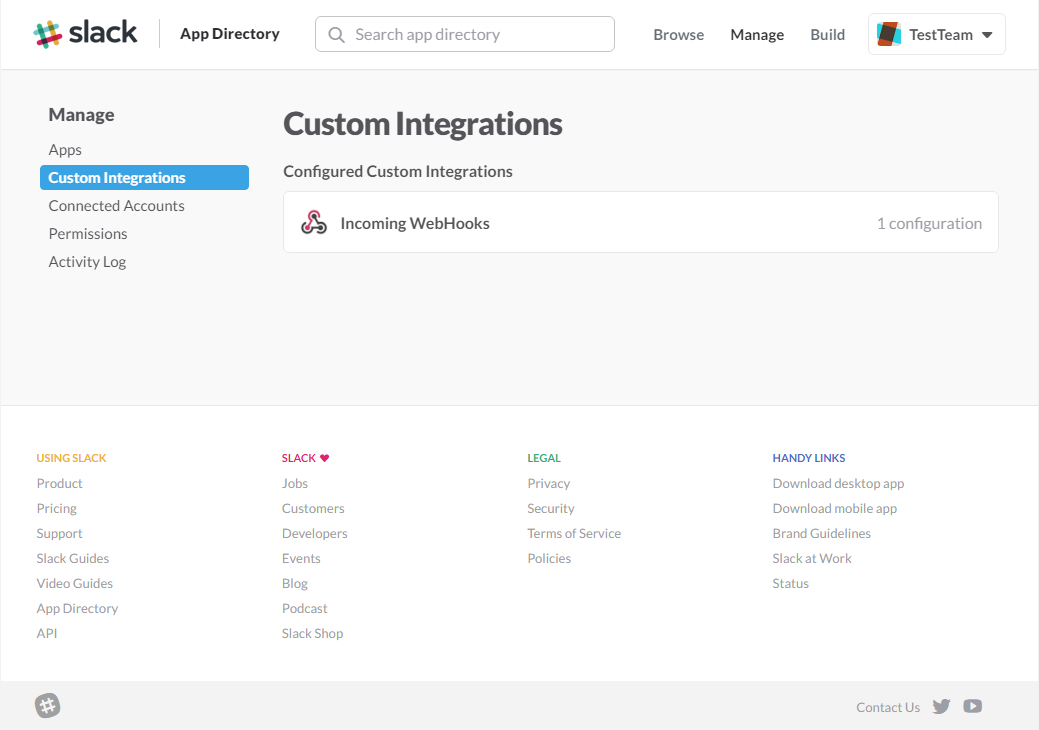 slack
App Directory
Search app directory
Browse
Manage
Build
TestTeam
Manage
Apps
Custom Integrations
Connected Accounts
Permissions
Activity Log
Custom Integrations
Configured Custom Integrations
Incoming WebHooks
1 configuration
USING SLACK
Product
Pricing
Support
Slack Guides
Video Guides
App Directory
API
SLACK
Jobs
Customers
Developers
Events
Blog
Podcast
Slack Shop
LEGAL
Privacy
Security
Terms of Service
Policies
HANDY LINKS
Download desktop app
Download mobile app
Brand Guidelines
Slack at Work
Status
Contact Us